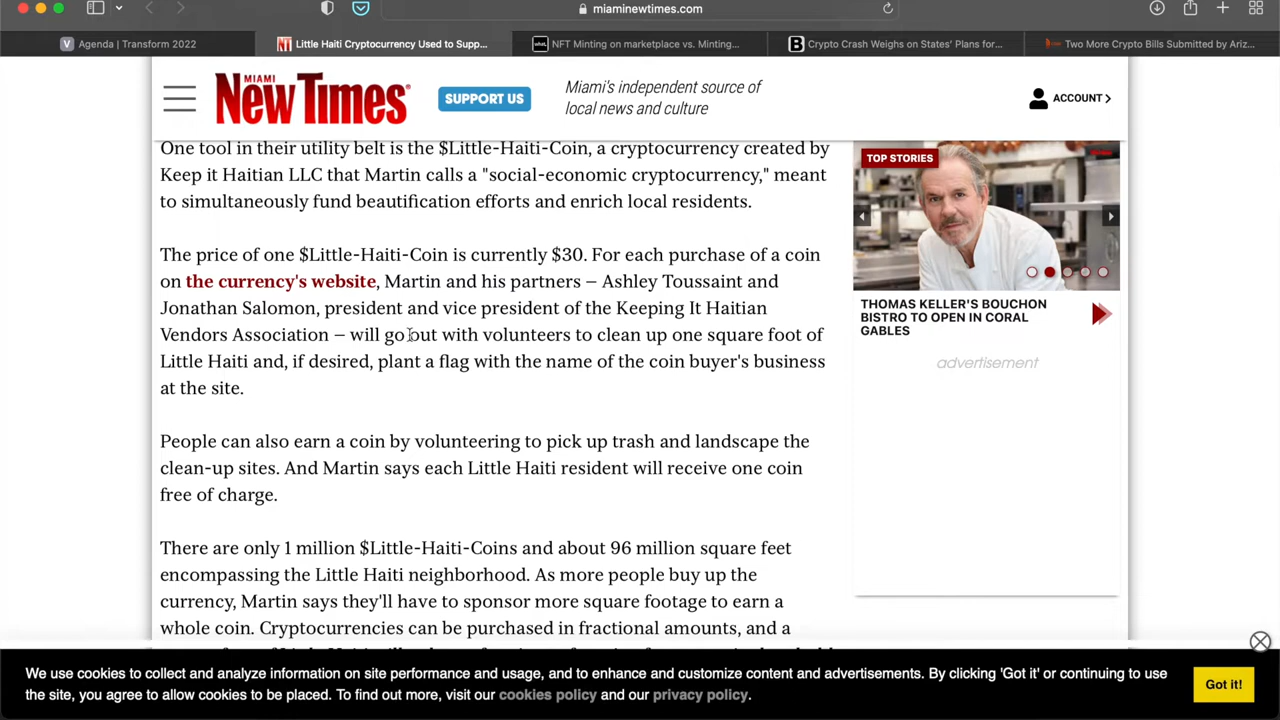 miaminewtimes.com
V Agenda | Transform 2022
NT Little Haiti Cryptocurrency Used to Supp...
NFT Minting on marketplace vs. Minting...
B Crypto Crash Weighs on States' Plans for...
Two More Crypto Bills Submitted by Ariz...
MIAMI
New Times
SUPPORT US
Miami's independent source of
local news and culture
ACCOUNT
One tool in their utility belt is the $Little-Haiti-Coin, a cryptocurrency created by
Keep it Haitian LLC that Martin calls a "social-economic cryptocurrency," meant
to simultaneously fund beautification efforts and enrich local residents.
The price of one $Little-Haiti-Coin is currently $30. For each purchase of a coin
on the currency's website, Martin and his partners — Ashley Toussaint and
Jonathan Salomon, president and vice president of the Keeping It Haitian
Vendors Association — will go out with volunteers to clean up one square foot of
Little Haiti and, if desired, plant a flag with the name of the coin buyer's business
at the site.
People can also earn a coin by volunteering to pick up trash and landscape the
clean-up sites. And Martin says each Little Haiti resident will receive one coin
free of charge.
There are only 1 million $Little-Haiti-Coins and about 96 million square feet
encompassing the Little Haiti neighborhood. As more people buy up the
currency, Martin says they'll have to sponsor more square footage to earn a
whole coin. Cryptocurrencies can be purchased in fractional amounts, and a
TOP STORIES
THOMAS KELLER'S BOUCHON
BISTRO TO OPEN IN CORAL
GABLES
advertisement
We use cookies to collect and analyze information on site performance and usage, and to enhance and customize content and advertisements. By clicking 'Got it' or continuing to use
the site, you agree to allow cookies to be placed. To find out more, visit our cookies policy and our privacy policy.
Got it!